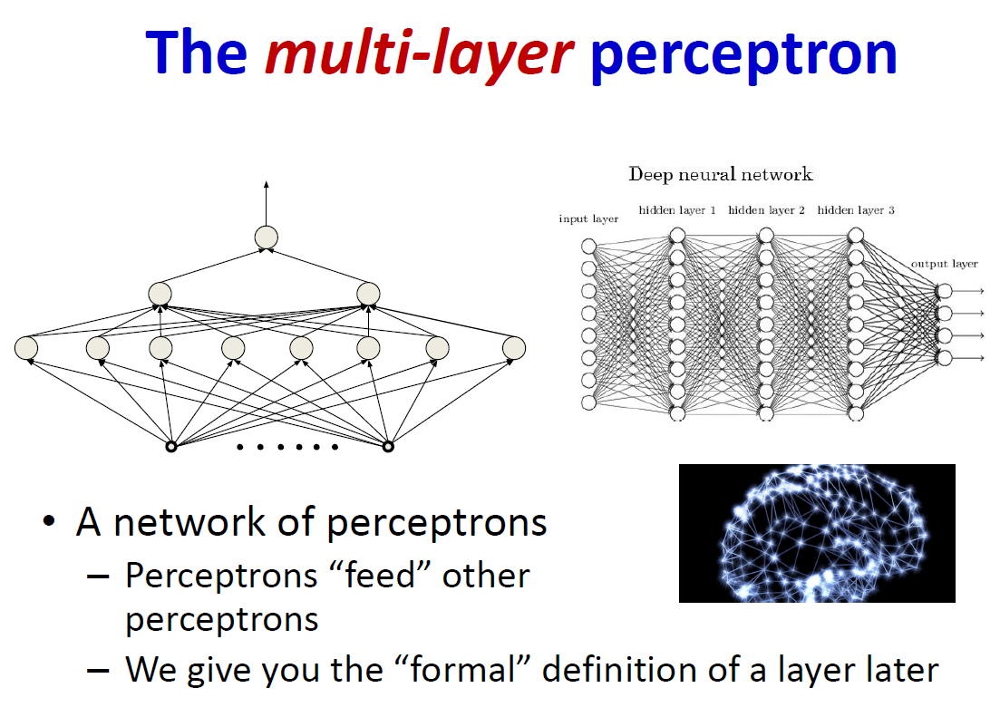 The multi-layer perceptron
Deep neural network
input layer
hidden layer 1
hidden layer 2
hidden layer 3
output layer
• A network of perceptrons
– Perceptrons “feed” other
perceptrons
– We give you the “formal” definition of a layer later